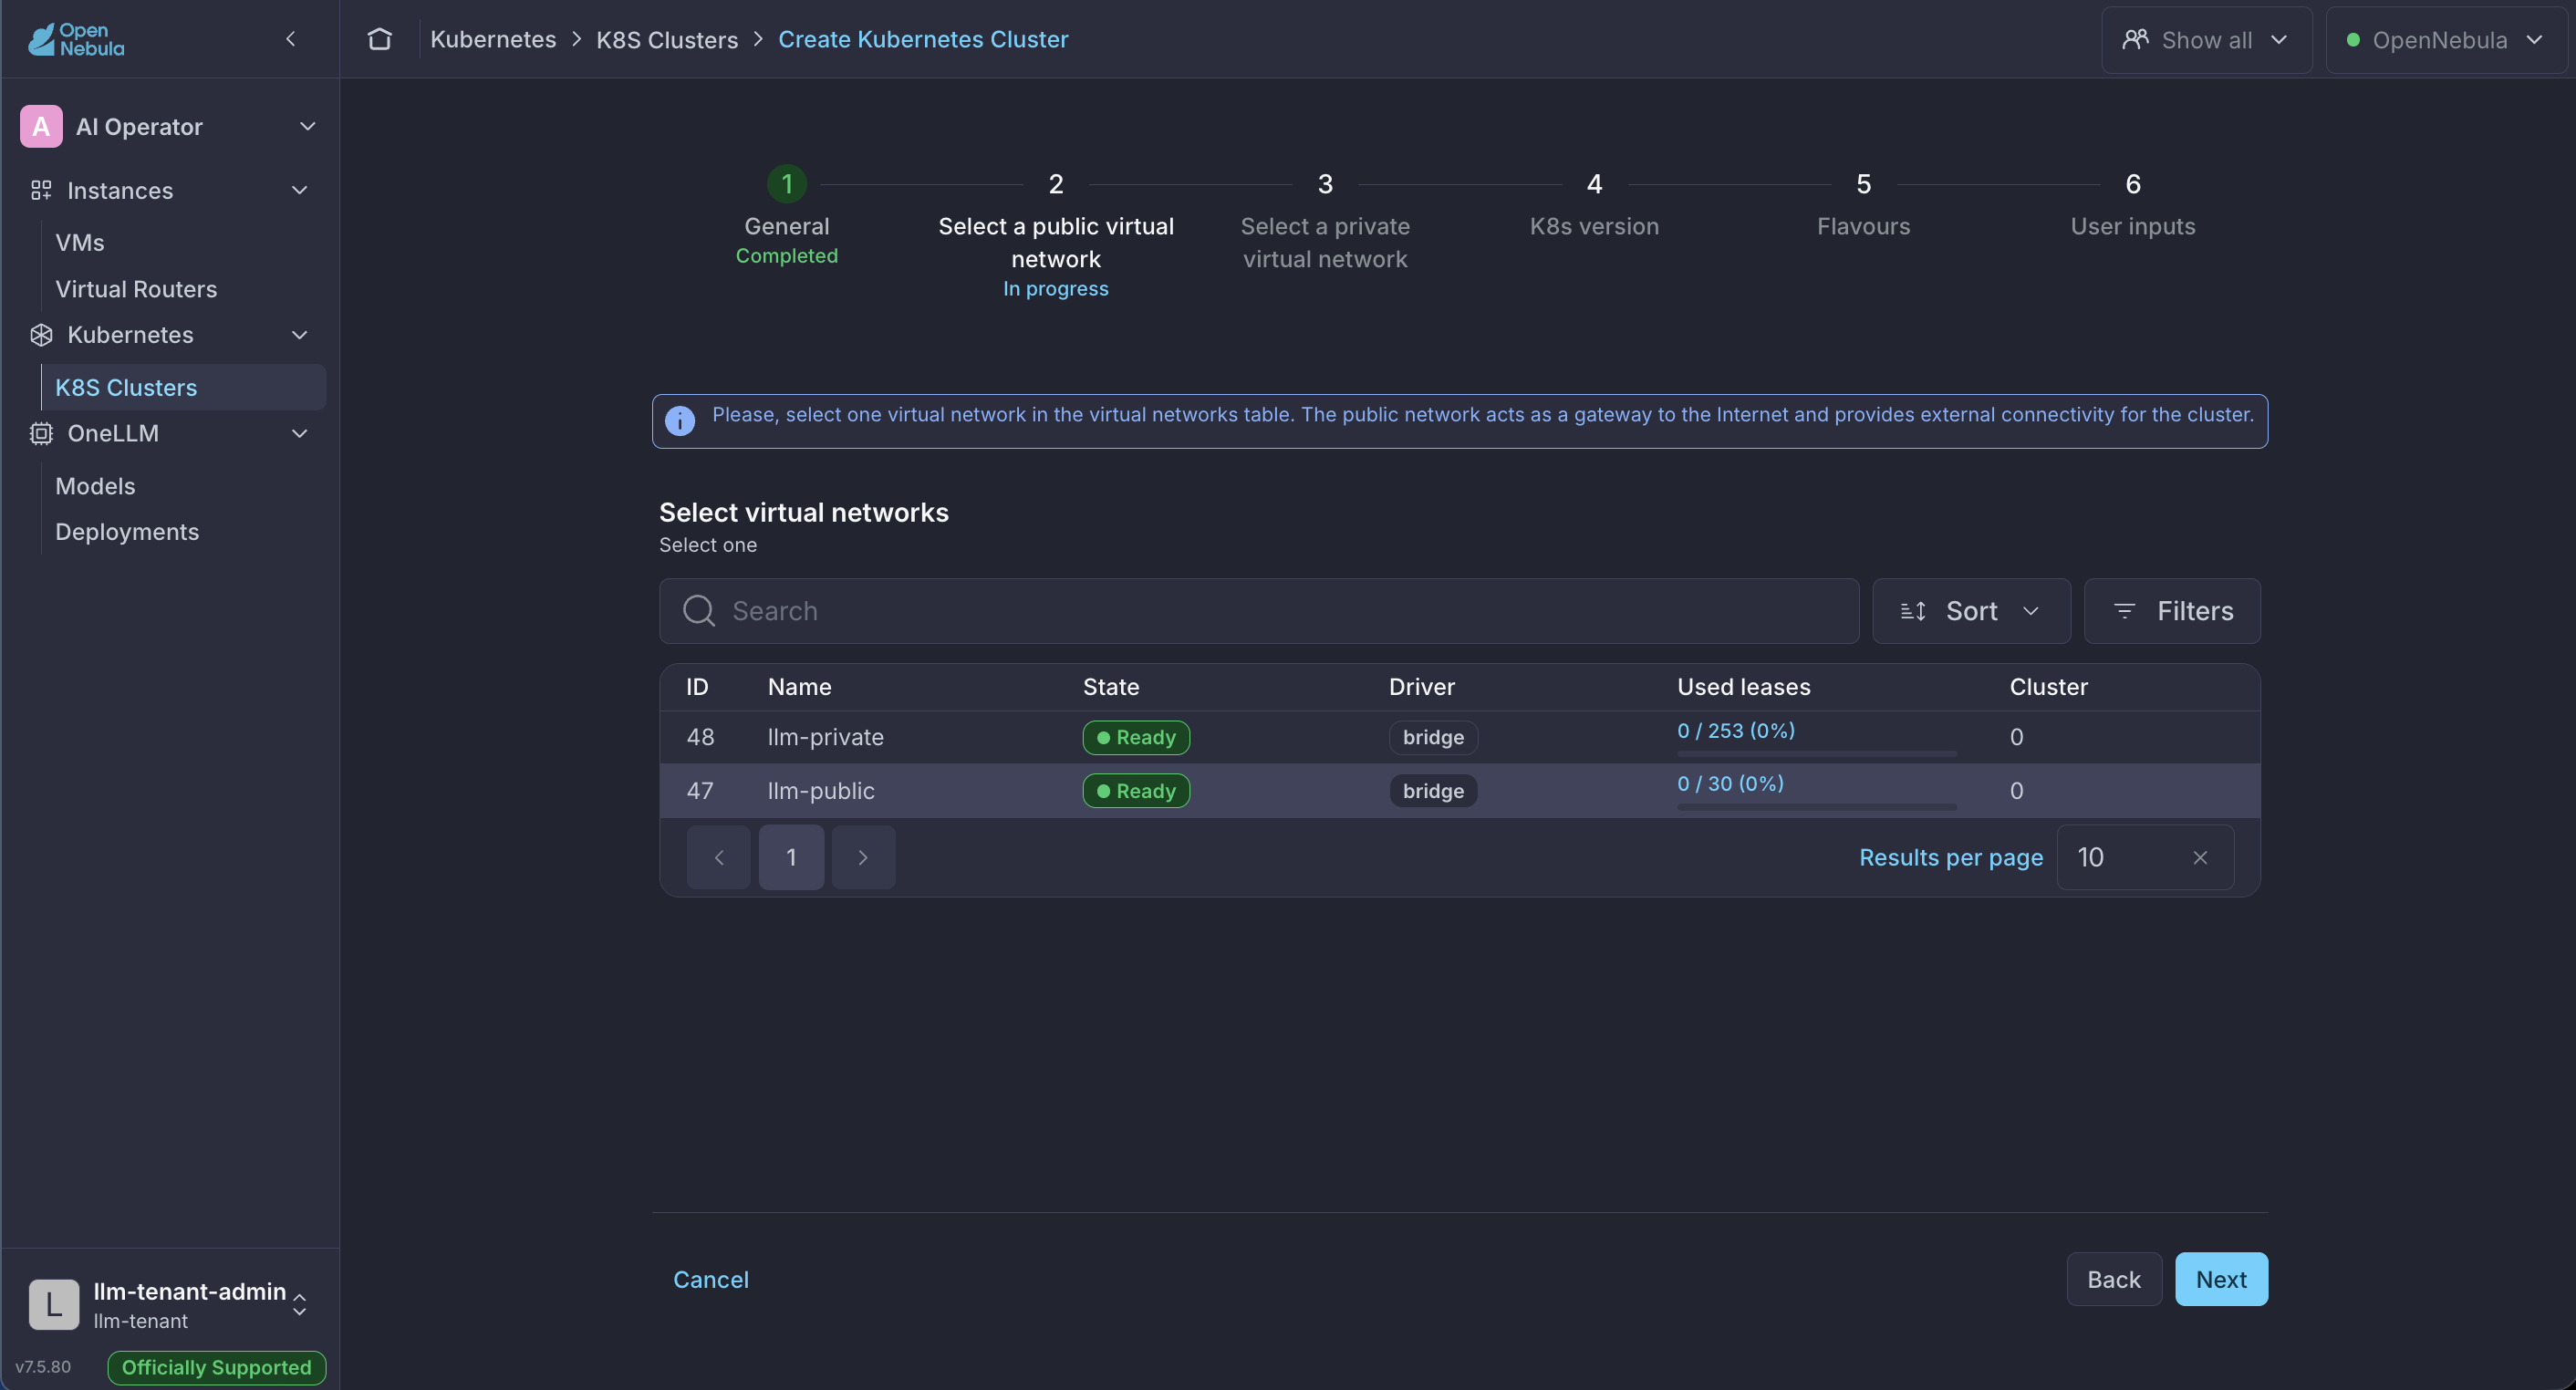 Open
Nebula
Kubernetes
K8S Clusters
Create Kubernetes Cluster
Show all
OpenNebula
A
AI Operator
Instances
VMs
Virtual Routers
Kubernetes
K8S Clusters
OneLLM
Models
Deployments
1
General
Completed
2
Select a public virtual
network
In progress
3
Select a private
virtual network
4
K8s version
5
Flavours
6
User inputs
Please, select one virtual network in the virtual networks table. The public network acts as a gateway to the Internet and provides external connectivity for the cluster.
Select virtual networks
Select one
Search
Sort
Filters
ID Name State Driver Used leases Cluster
48 llm-private Ready bridge 0 / 253 (0%) 0
47 llm-public Ready bridge 0 / 30 (0%) 0
1
Results per page 10
Cancel
Back
Next
L
llm-tenant-admin
llm-tenant
v7.5.80
Officially Supported